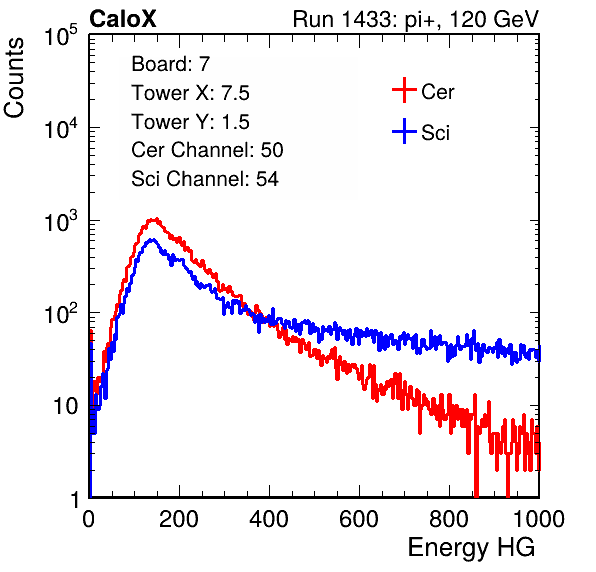 CaloX Run 1433: pi+, 120 GeV
Counts
Board: 7
Tower X: 7.5
Tower Y: 1.5
Cer Channel: 50
Sci Channel: 54
Cer
Sci
10^5
10^4
10^3
10^2
10
1
0 200 400 600 800 1000
Energy HG